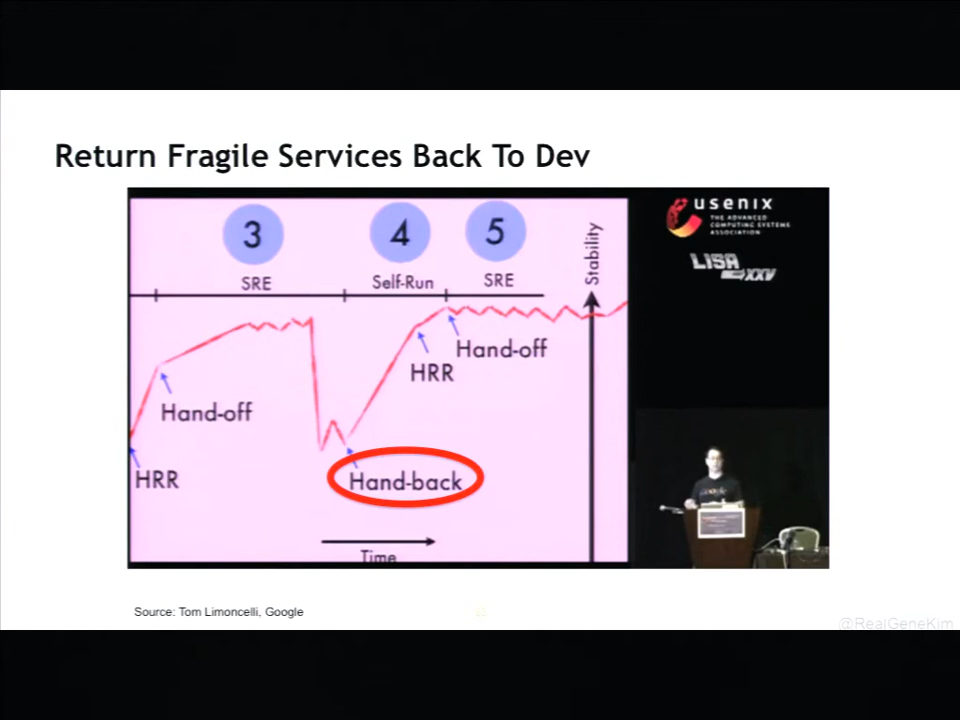 Return Fragile Services Back To Dev
3
4
5
SRE
Self-Run
SRE
Stability
Hand-off
HRR
Hand-off
HRR
Hand-back
Time
usenix
THE ADVANCED
COMPUTING SYSTEMS
ASSOCIATION
LISA
XXV
Source: Tom Limoncelli, Google
@RealGeneKim